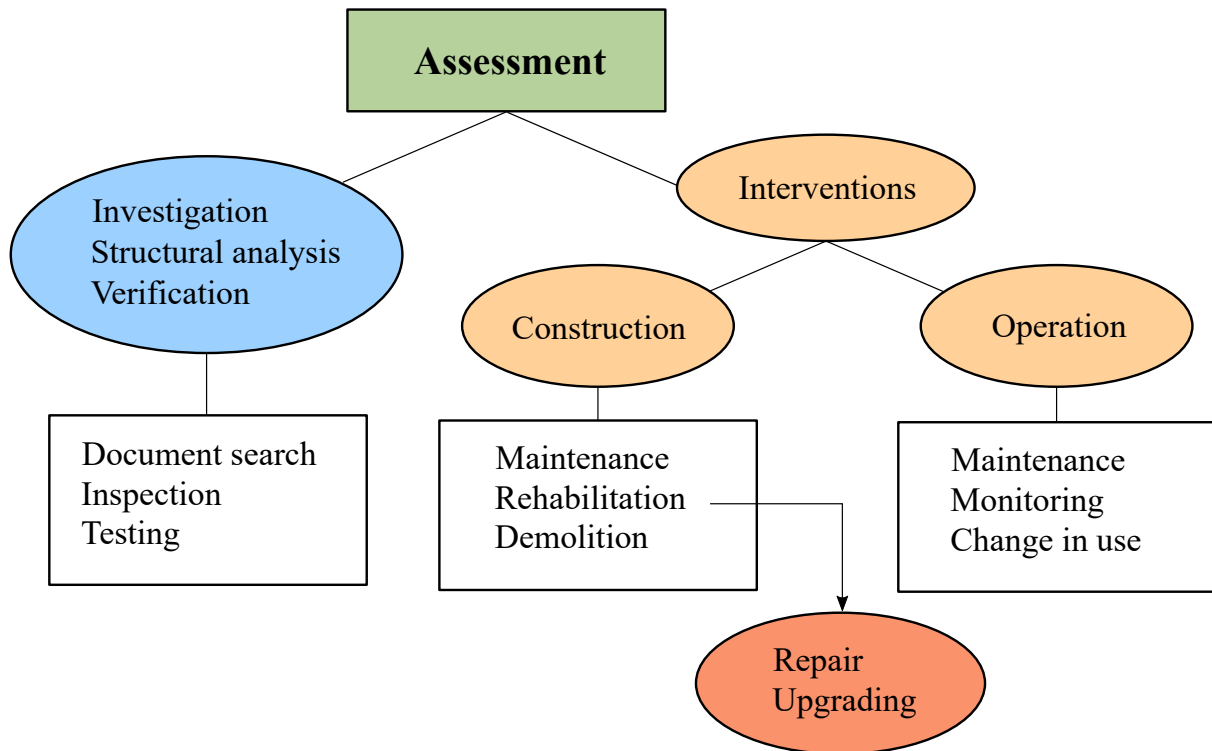 Assessment
Investigation
Structural analysis
Verification
Interventions
Construction
Operation
Document search
Inspection
Testing
Maintenance
Rehabilitation
Demolition
Maintenance
Monitoring
Change in use
Repair
Upgrading